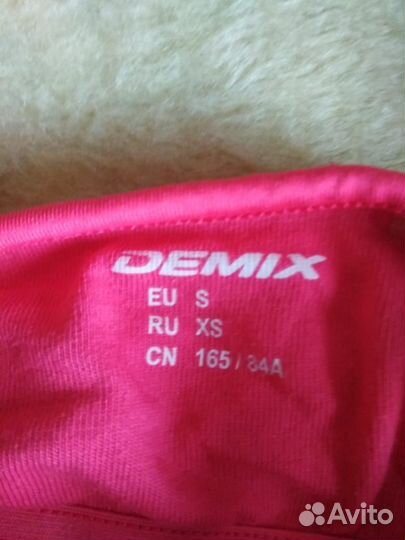 DEMIX
EU S
RU XS
CN 165 / 84A
Avito